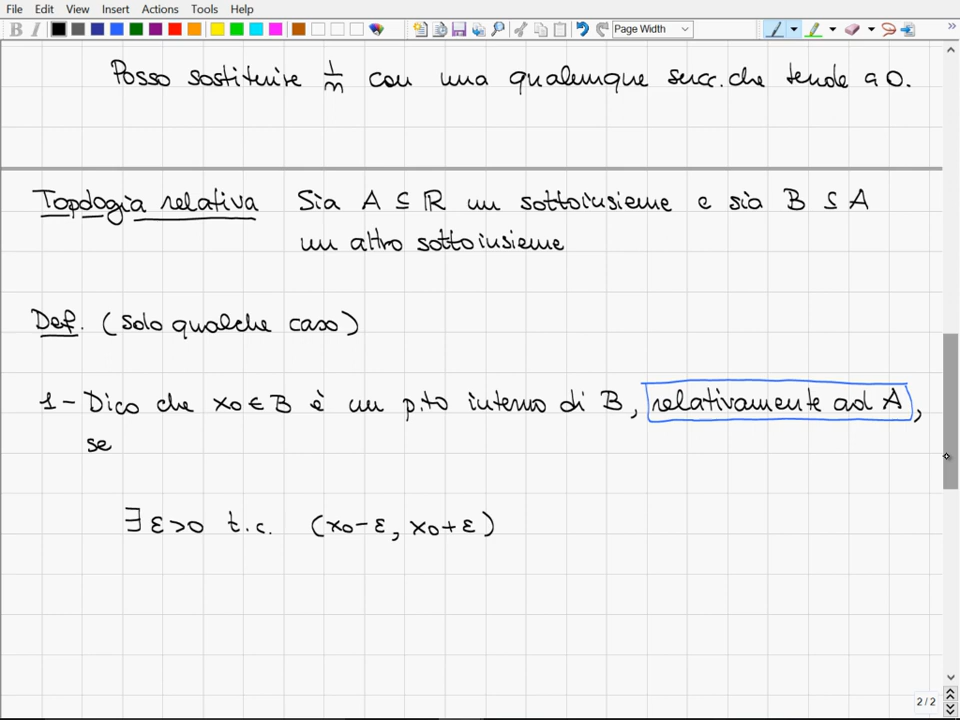 File Edit View Insert Actions Tools Help
B I Page Width
Posso sostituire 1/n con una qualunque succ. che tende a 0.
Topologia relativa Sia A ⊆ ℝ un sottoinsieme e sia B ⊆ A
un altro sottoinsieme
Def. (solo qualche caso)
1 - Dico che x0 ∈ B è un p.to interno di B, relativamente ad A,
se
∃ ε>0 t.c. (x0-ε, x0+ε)
2 / 2